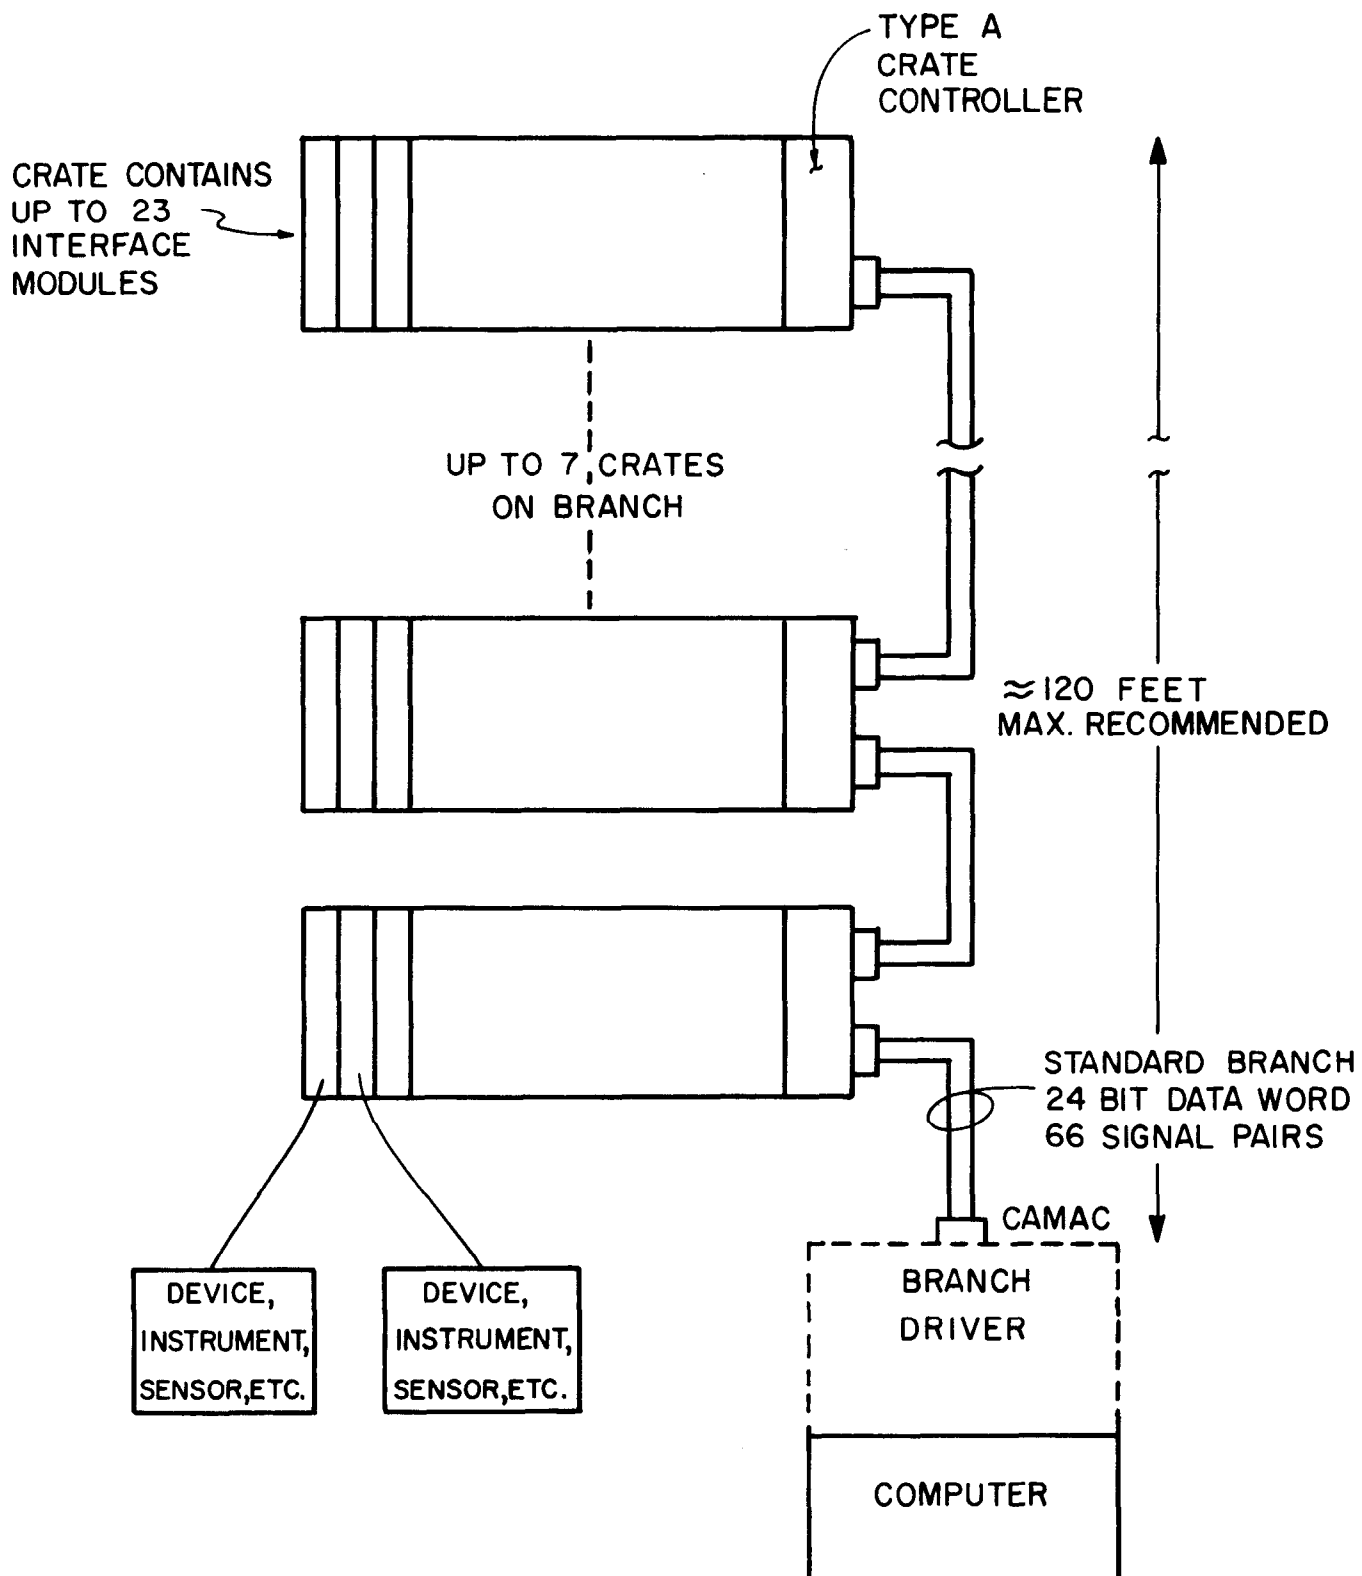 TYPE A
CRATE
CONTROLLER
CRATE CONTAINS
UP TO 23
INTERFACE
MODULES
UP TO 7 CRATES
ON BRANCH
≈120 FEET
MAX. RECOMMENDED
STANDARD BRANCH
24 BIT DATA WORD
66 SIGNAL PAIRS
CAMAC
BRANCH
DRIVER
DEVICE,
INSTRUMENT,
SENSOR,ETC.
DEVICE,
INSTRUMENT,
SENSOR,ETC.
COMPUTER